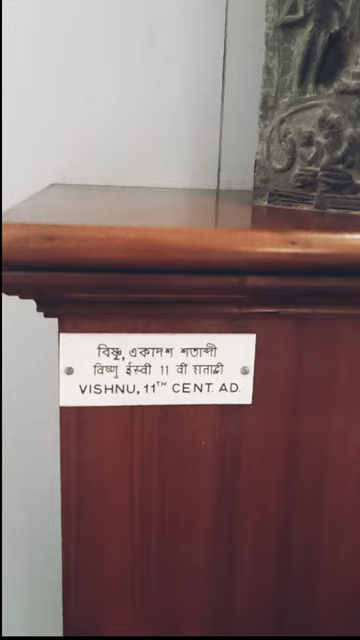 বিষ্ণু, একাদশ শতাব্দী
विष्णु ईस्वी 11 वीं शताब्दी
VISHNU, 11TH CENT. AD.